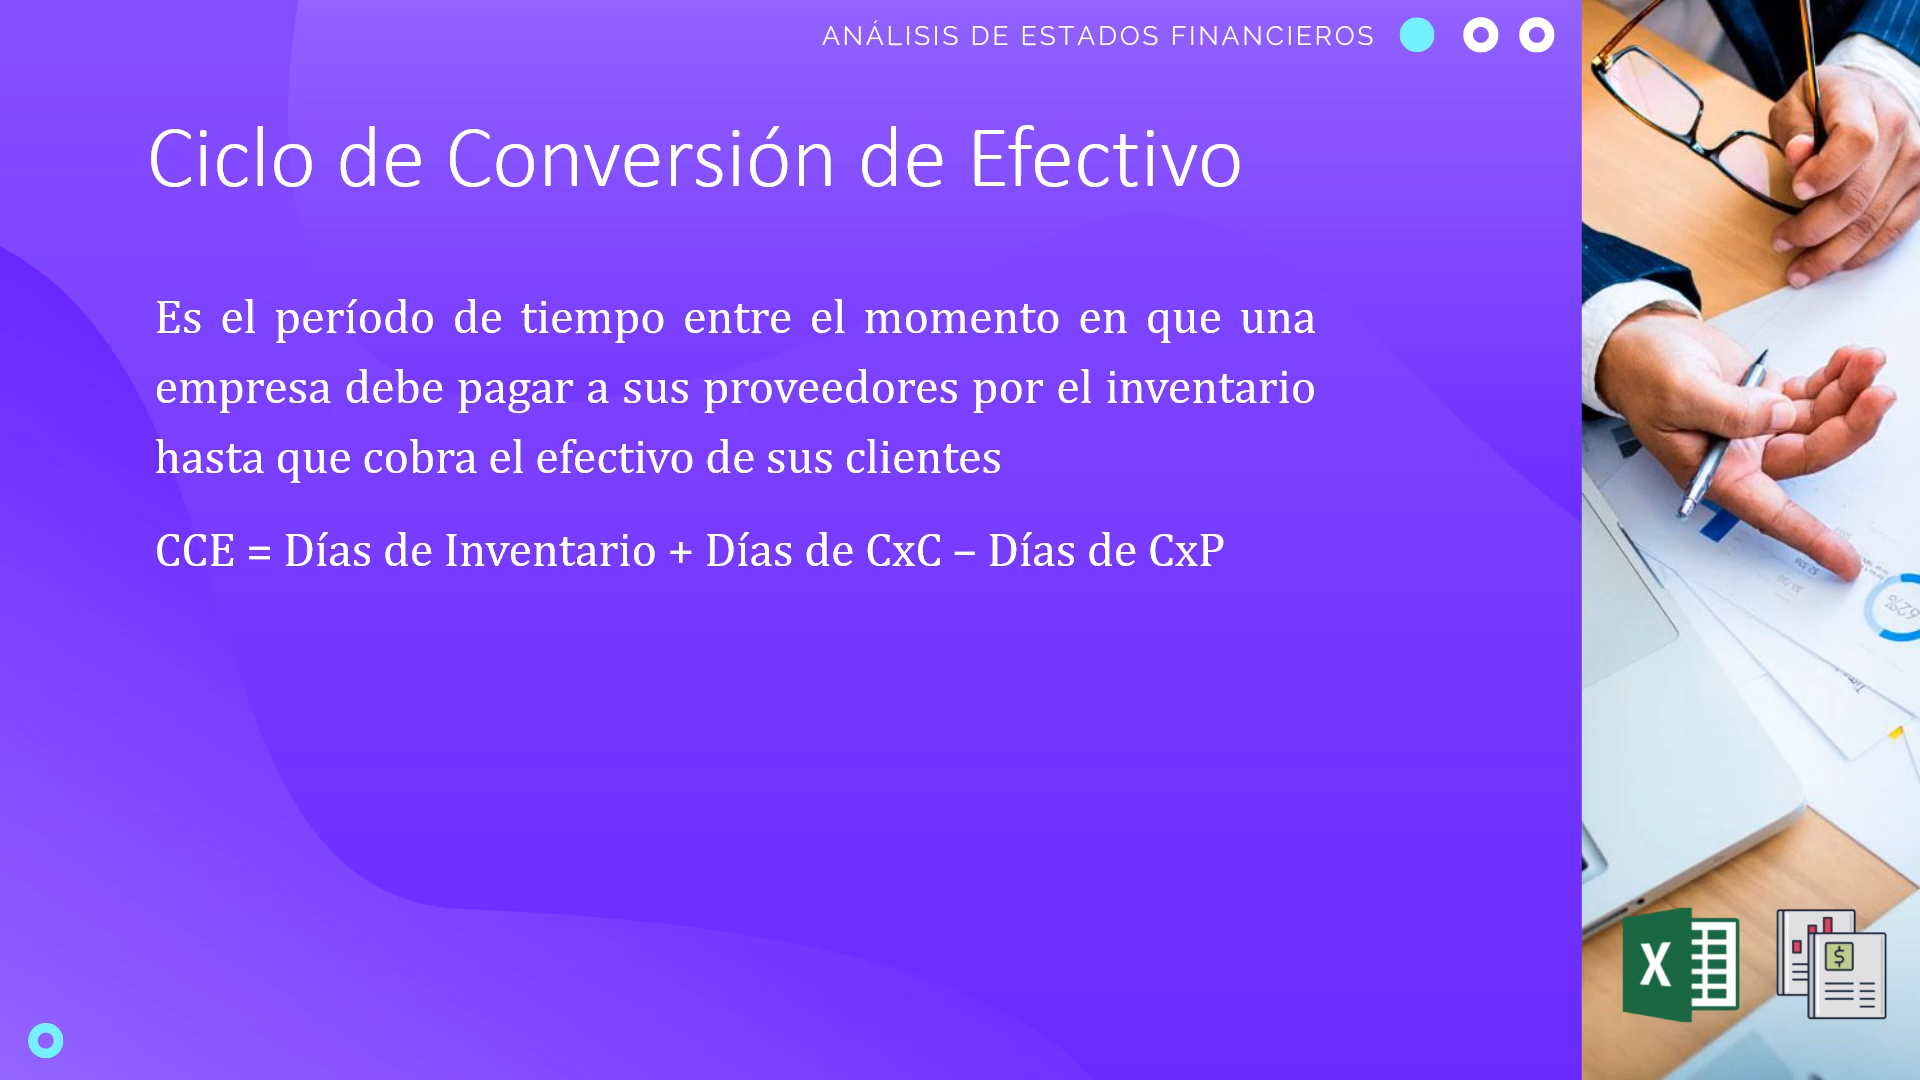 ANÁLISIS DE ESTADOS FINANCIEROS
Ciclo de Conversión de Efectivo
Es el período de tiempo entre el momento en que una
empresa debe pagar a sus proveedores por el inventario
hasta que cobra el efectivo de sus clientes
CCE = Días de Inventario + Días de CxC – Días de CxP
62%
X
$